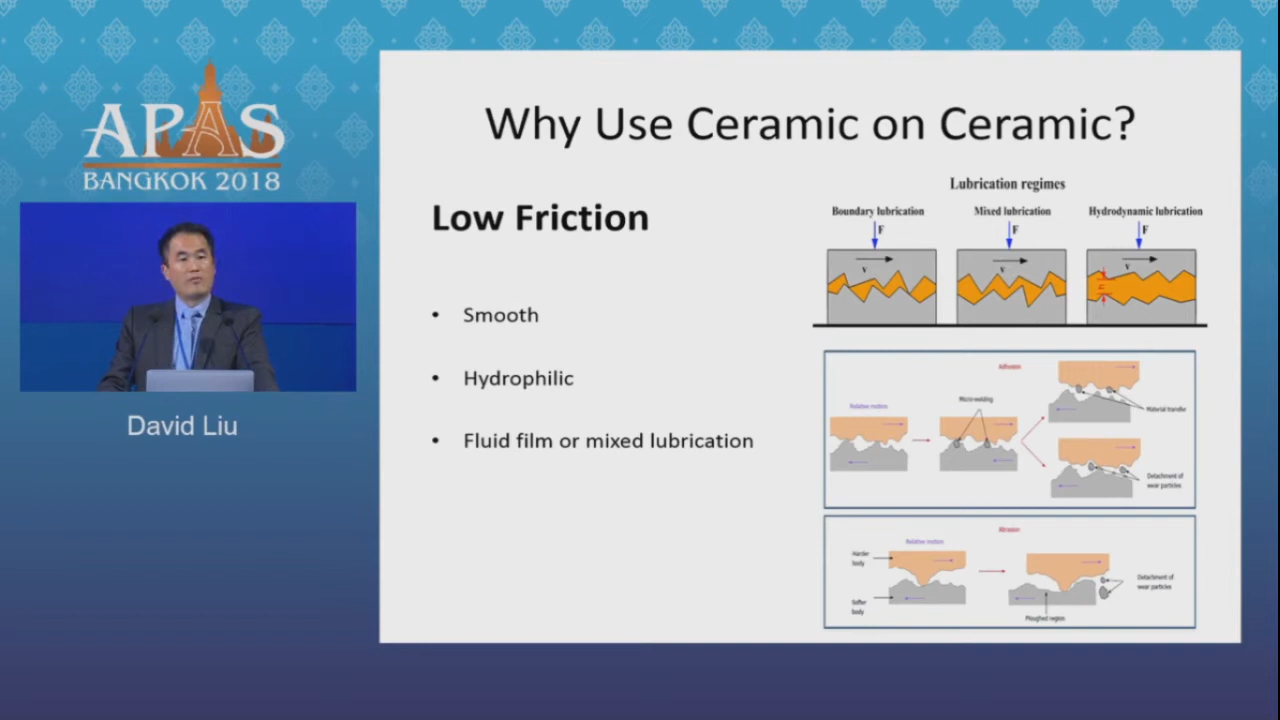 APAS
BANGKOK 2018
David Liu
Why Use Ceramic on Ceramic?
Low Friction
• Smooth
• Hydrophilic
• Fluid film or mixed lubrication
Lubrication regimes
Boundary lubrication
Mixed lubrication
Hydrodynamic lubrication
F
F
F
v
v
v
h
Adhesion
Relative motion
Micro-welding
Material transfer
Detachment of
wear particles
Abrasion
Relative motion
Harder
body
Softer
body
Detachment of
wear particles
Ploughed region